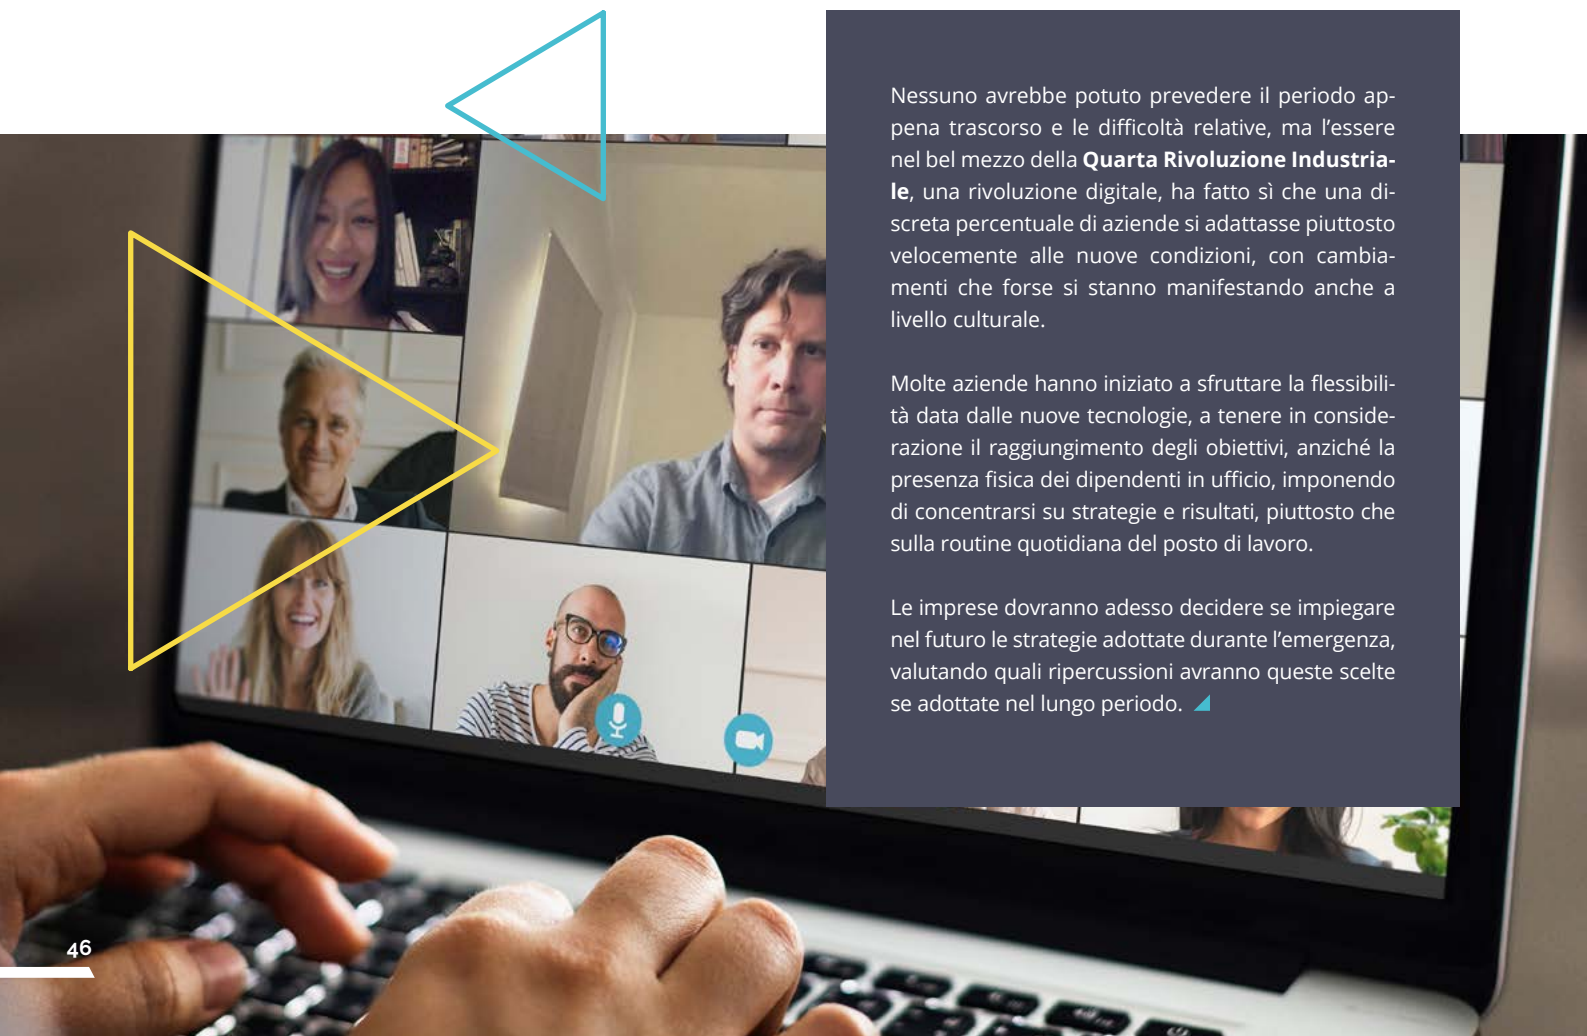 Nessuno avrebbe potuto prevedere il periodo ap-
pena trascorso e le difficoltà relative, ma l’essere
nel bel mezzo della Quarta Rivoluzione Industria-
le, una rivoluzione digitale, ha fatto sì che una di-
screta percentuale di aziende si adattasse piuttosto
velocemente alle nuove condizioni, con cambia-
menti che forse si stanno manifestando anche a
livello culturale.
Molte aziende hanno iniziato a sfruttare la flessibili-
tà data dalle nuove tecnologie, a tenere in conside-
razione il raggiungimento degli obiettivi, anziché la
presenza fisica dei dipendenti in ufficio, imponendo
di concentrarsi su strategie e risultati, piuttosto che
sulla routine quotidiana del posto di lavoro.
Le imprese dovranno adesso decidere se impiegare
nel futuro le strategie adottate durante l’emergenza,
valutando quali ripercussioni avranno queste scelte
se adottate nel lungo periodo.
46